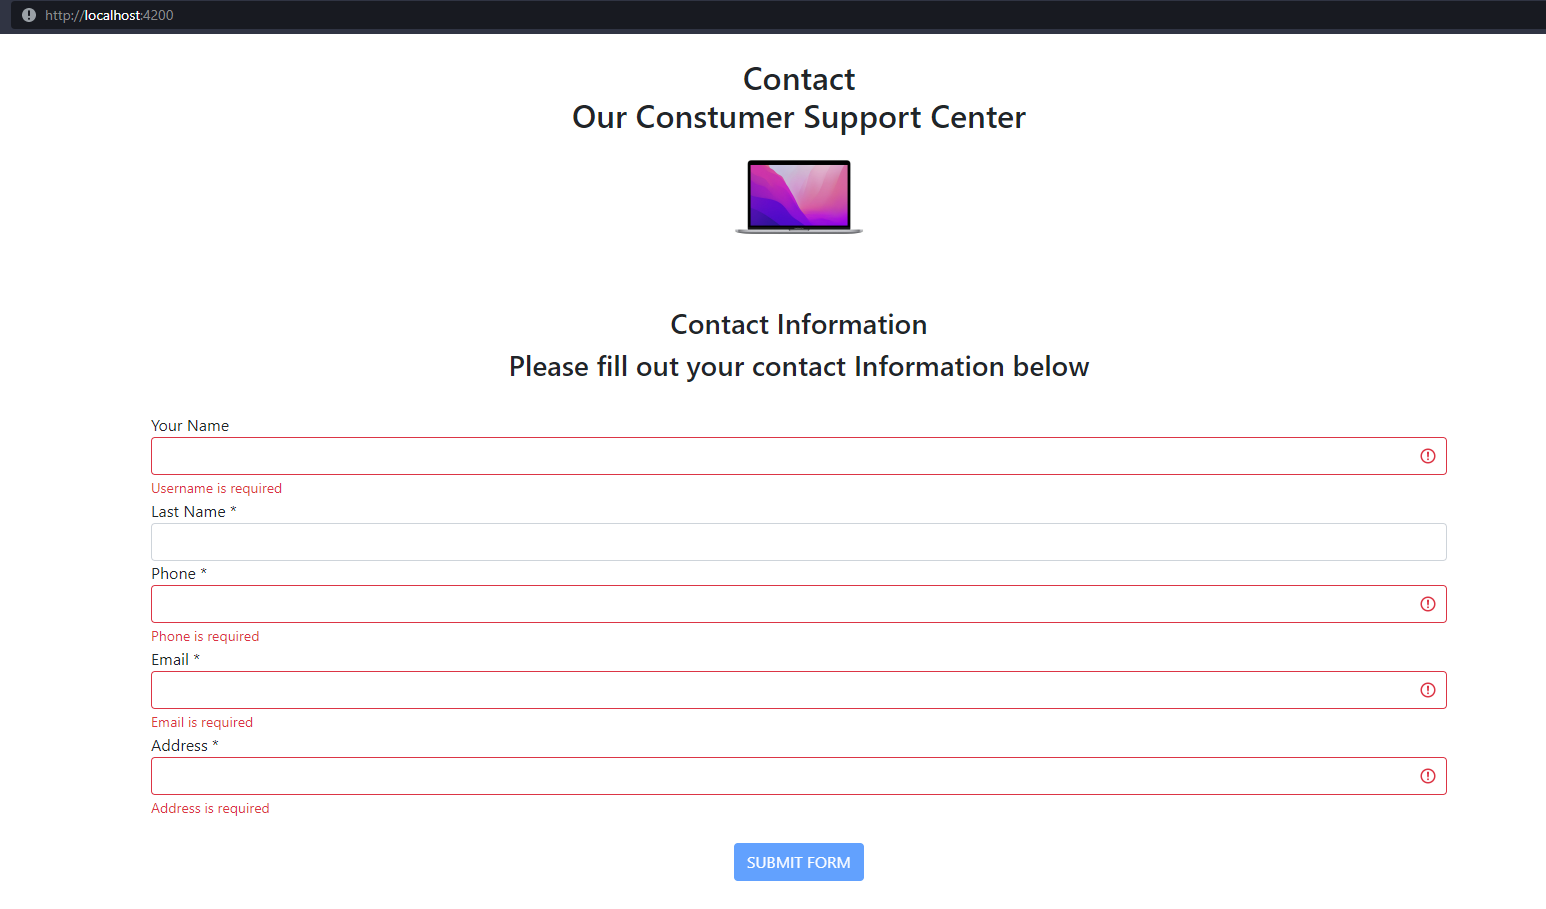 http://localhost:4200
Contact
Our Constumer Support Center
Contact Information
Please fill out your contact Information below
Your Name
Username is required
Last Name *
Phone *
Phone is required
Email *
Email is required
Address *
Address is required
SUBMIT FORM